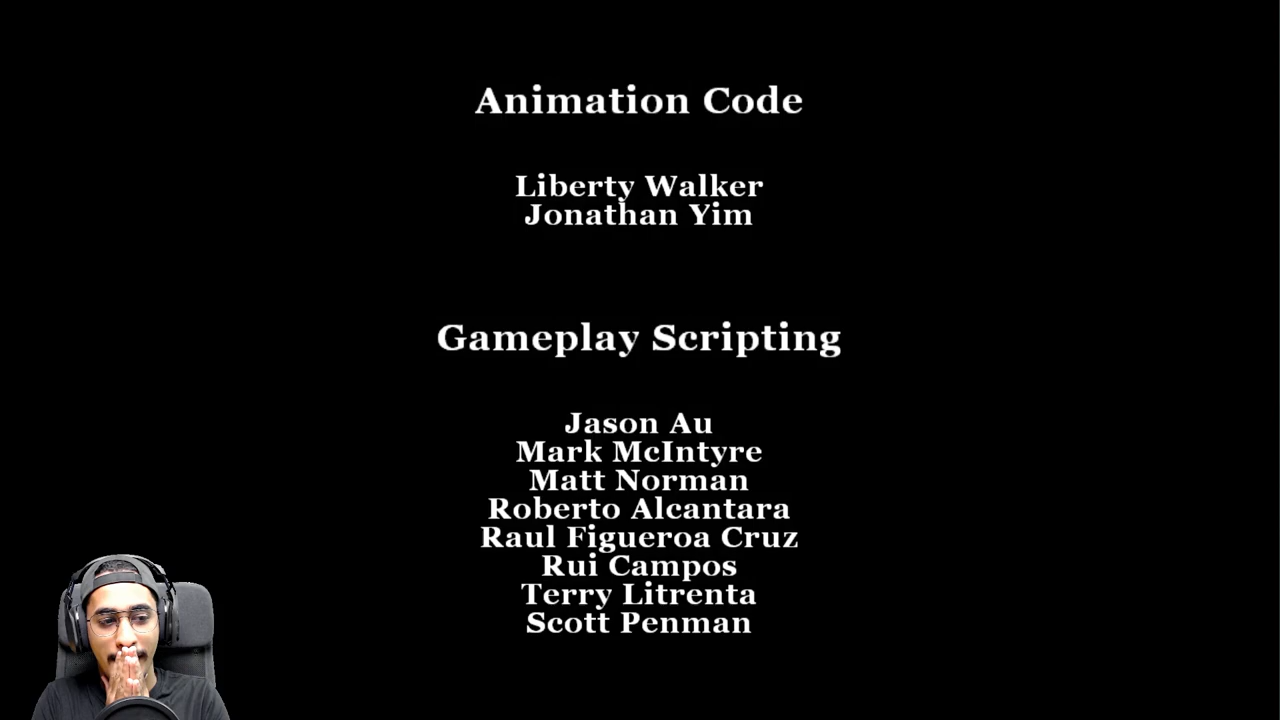 Animation Code
Liberty Walker
Jonathan Yim
Gameplay Scripting
Jason Au
Mark McIntyre
Matt Norman
Roberto Alcantara
Raul Figueroa Cruz
Rui Campos
Terry Litrenta
Scott Penman